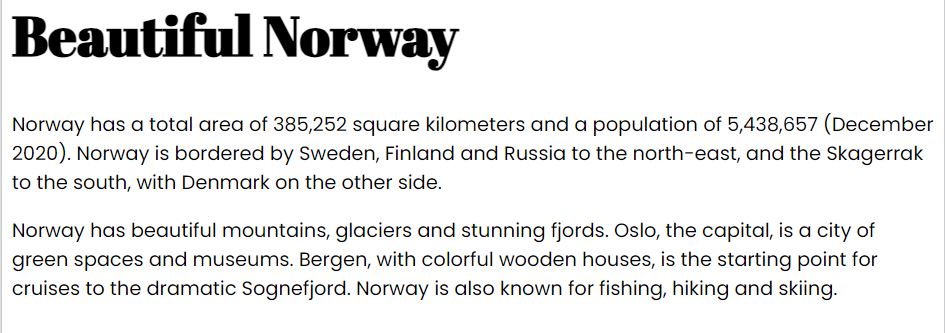 Beautiful Norway
Norway has a total area of 385,252 square kilometers and a population of 5,438,657 (December
2020). Norway is bordered by Sweden, Finland and Russia to the north-east, and the Skagerrak
to the south, with Denmark on the other side.
Norway has beautiful mountains, glaciers and stunning fjords. Oslo, the capital, is a city of
green spaces and museums. Bergen, with colorful wooden houses, is the starting point for
cruises to the dramatic Sognefjord. Norway is also known for fishing, hiking and skiing.